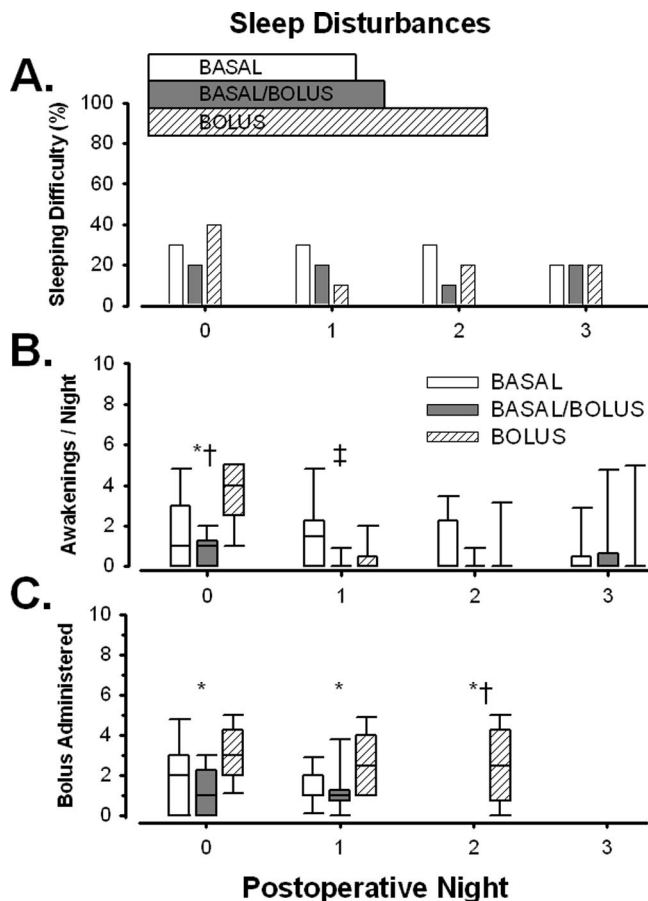 Sleep Disturbances
A.
BASAL
BASAL/BOLUS
BOLUS
Sleeping Difficulty (%)
100
80
60
40
20
0
0 1 2 3
B.
Awakenings / Night
10
8
6
4
2
0
BASAL
BASAL/BOLUS
BOLUS
*†
‡
0 1 2 3
C.
Bolus Administered
10
8
6
4
2
0
* * *†
0 1 2 3
Postoperative Night